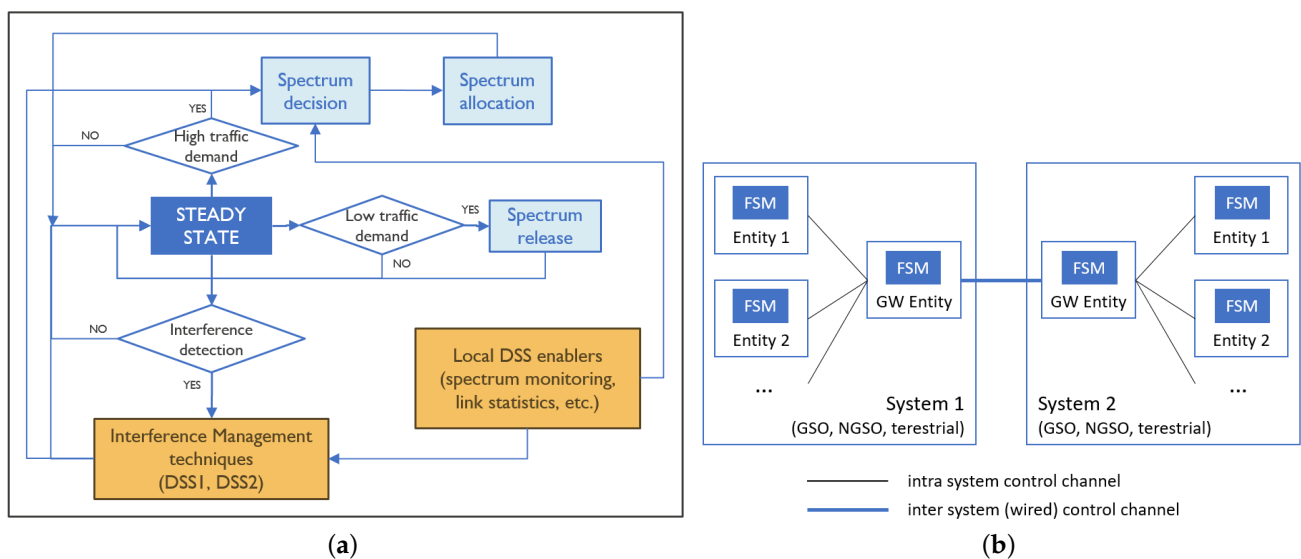 Spectrum
decision
Spectrum
allocation
YES
NO
High traffic
demand
STEADY
STATE
Low traffic
demand
YES
Spectrum
release
NO
Interference
detection
NO
YES
Local DSS enablers
(spectrum monitoring,
link statistics, etc.)
Interference Management
techniques
(DSS1, DSS2)
(a)
FSM
Entity 1
FSM
Entity 2
...
FSM
GW Entity
System 1
(GSO, NGSO, terestrial)
FSM
GW Entity
FSM
Entity 1
FSM
Entity 2
...
System 2
(GSO, NGSO, terestrial)
intra system control channel
inter system (wired) control channel
(b)